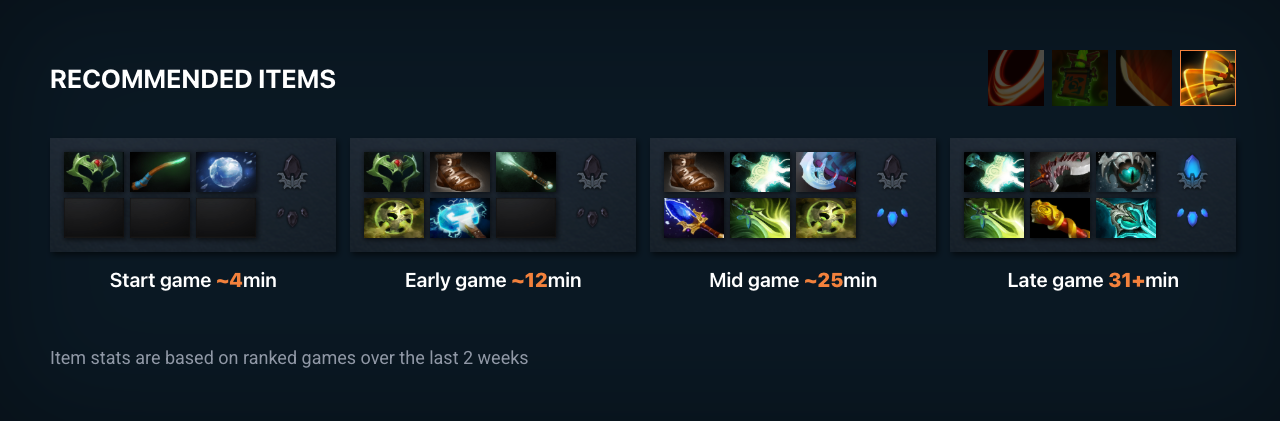 RECOMMENDED ITEMS
Start game ~4min
Early game ~12min
Mid game ~25min
Late game 31+min
Item stats are based on ranked games over the last 2 weeks